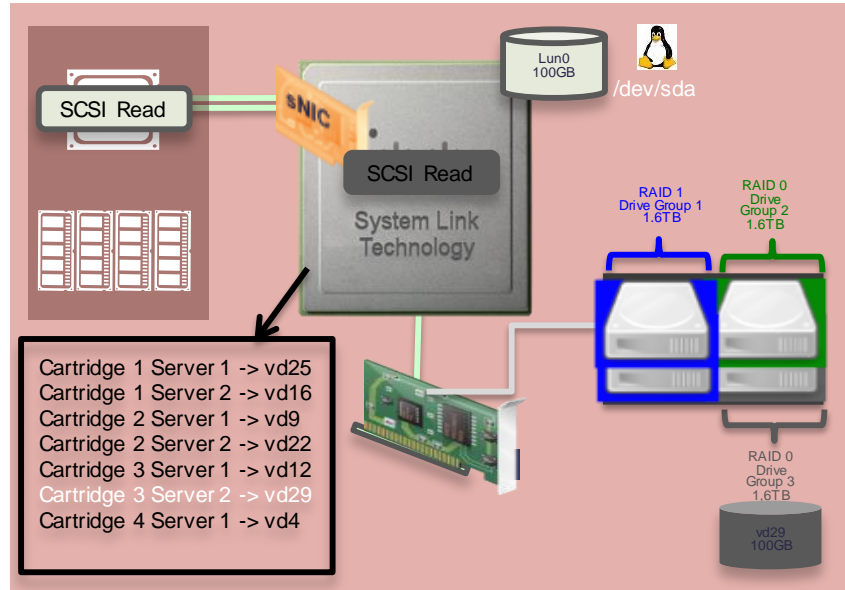 Lun0
100GB
/dev/sda
SCSI Read
sNIC
SCSI Read
System Link
Technology
RAID 1
Drive Group 1
1.6TB
RAID 0
Drive
Group 2
1.6TB
Cartridge 1 Server 1 -> vd25
Cartridge 1 Server 2 -> vd16
Cartridge 2 Server 1 -> vd9
Cartridge 2 Server 2 -> vd22
Cartridge 3 Server 1 -> vd12
Cartridge 3 Server 2 -> vd29
Cartridge 4 Server 1 -> vd4
RAID 0
Drive
Group 3
1.6TB
vd29
100GB